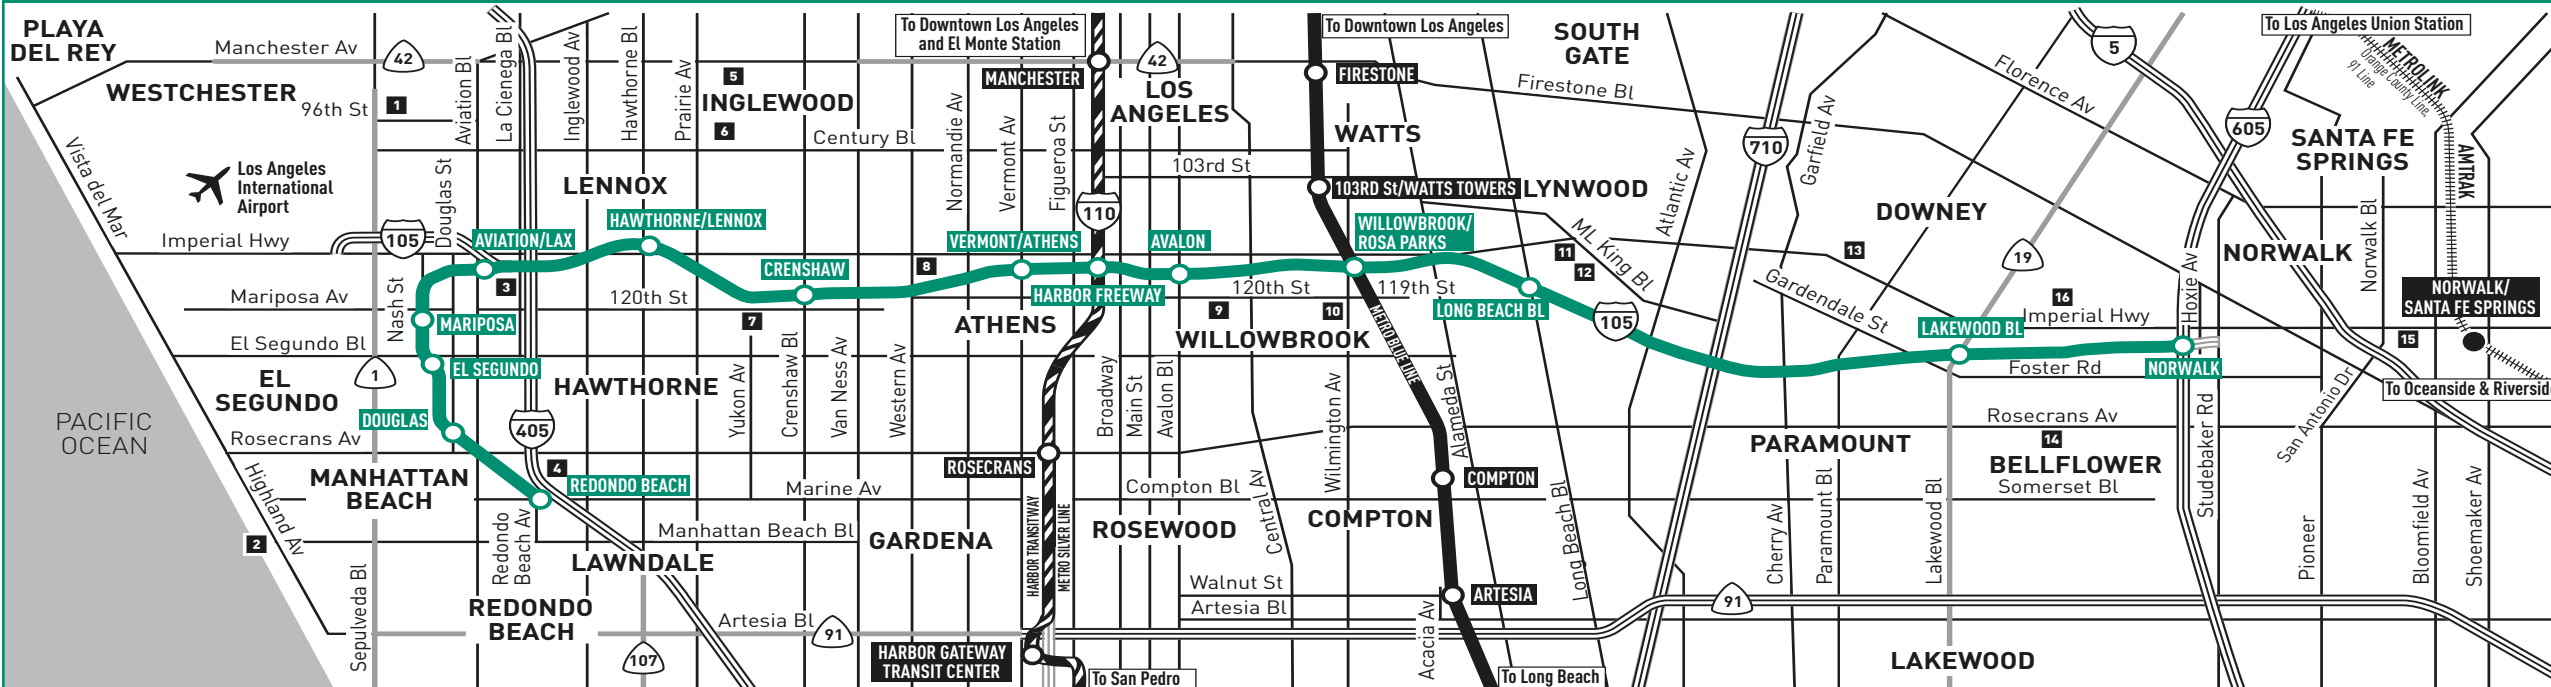 PLAYA
DEL REY
Manchester Av
42
WESTCHESTER
96th St
1
Aviation Bl
La Cienega Bl
Inglewood Av
Hawthorne Bl
Prairie Av
5
INGLEWOOD
6
Century Bl
To Downtown Los Angeles
and El Monte Station
MANCHESTER
42
LOS
ANGELES
103rd St
Normandie Av
Vermont Av
Figueroa St
110
To Downtown Los Angeles
FIRESTONE
WATTS
103RD St/WATTS TOWERS
LYNWOOD
SOUTH
GATE
Firestone Bl
Atlantic Av
710
Garfield Av
Florence Av
5
DOWNEY
19
To Los Angeles Union Station
METROLINK
Orange County Line,
91 Line
AMTRAK
605
SANTA FE
SPRINGS
Norwalk Bl
NORWALK
NORWALK/
SANTA FE SPRINGS
15
To Oceanside & Riverside
Vista del Mar
Los Angeles
International
Airport
Douglas St
LENNOX
HAWTHORNE/LENNOX
Imperial Hwy
105
AVIATION/LAX
3
CRENSHAW
8
VERMONT/ATHENS
AVALON
HARBOR FREEWAY
WILLOWBROOK/
ROSA PARKS
ML King Bl
11
12
13
Gardendale St
LONG BEACH BL
105
LAKEWOOD BL
16
Imperial Hwy
Hoxie Av
NORWALK
Foster Rd
Mariposa Av
Nash St
MARIPOSA
120th St
7
ATHENS
120th St
9
10
119th St
WILLOWBROOK
METRO BLUE LINE
El Segundo Bl
1
EL SEGUNDO
EL
SEGUNDO
HAWTHORNE
DOUGLAS
405
Yukon Av
Crenshaw Bl
Van Ness Av
Western Av
Broadway
Main St
Avalon Bl
Wilmington Av
Alameda St
PACIFIC
OCEAN
Rosecrans Av
MANHATTAN
BEACH
4
REDONDO BEACH
ROSECRANS
COMPTON
PARAMOUNT
Rosecrans Av
14
BELLFLOWER
Somerset Bl
Studebaker Rd
San Antonio Dr
Highland Av
2
Marine Av
Compton Bl
Manhattan Beach Bl
GARDENA
HARBOR TRANSITWAY
METRO SILVER LINE
ROSEWOOD
Central Av
COMPTON
Long Beach Bl
Cherry Av
Paramount Bl
Lakewood Bl
Pioneer
Bloomfield Av
Shoemaker Av
Redondo
Beach Av
LAWNDALE
Sepulveda Bl
REDONDO
BEACH
107
Artesia Bl
91
HARBOR GATEWAY
TRANSIT CENTER
To San Pedro
Walnut St
Artesia Bl
ARTESIA
Acacia Av
To Long Beach
91
LAKEWOOD